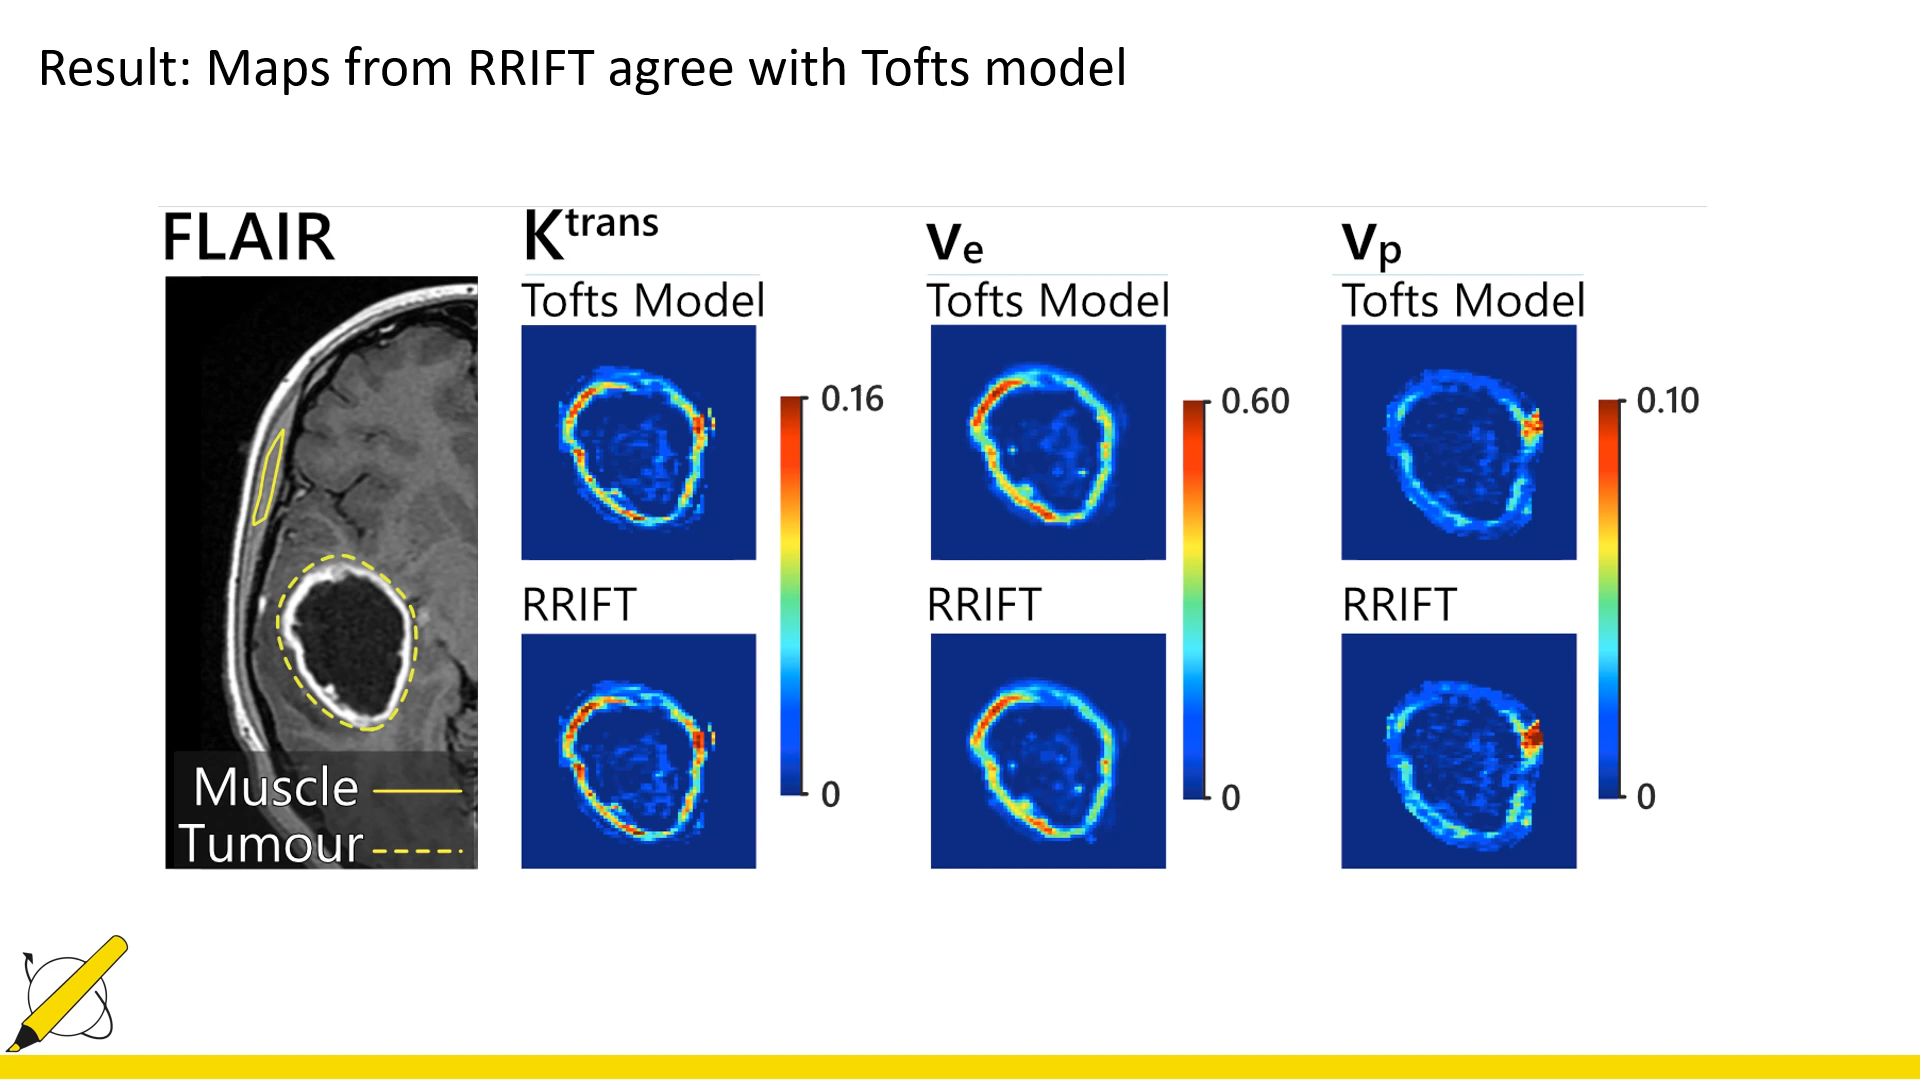 Result: Maps from RRIFT agree with Tofts model
FLAIR
Muscle
Tumour
Ktrans
Tofts Model
RRIFT
0.16
0
ve
Tofts Model
RRIFT
0.60
0
vp
Tofts Model
RRIFT
0.10
0